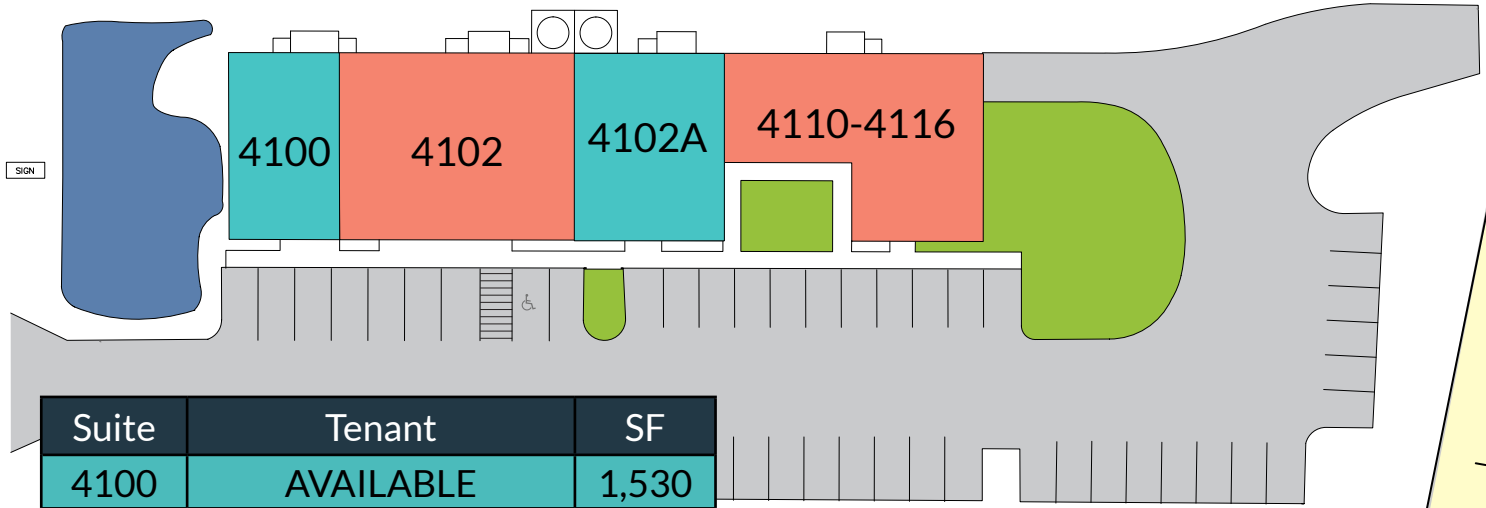 4100
4102
4102A
4110-4116
SIGN
Suite Tenant SF
4100 AVAILABLE 1,530